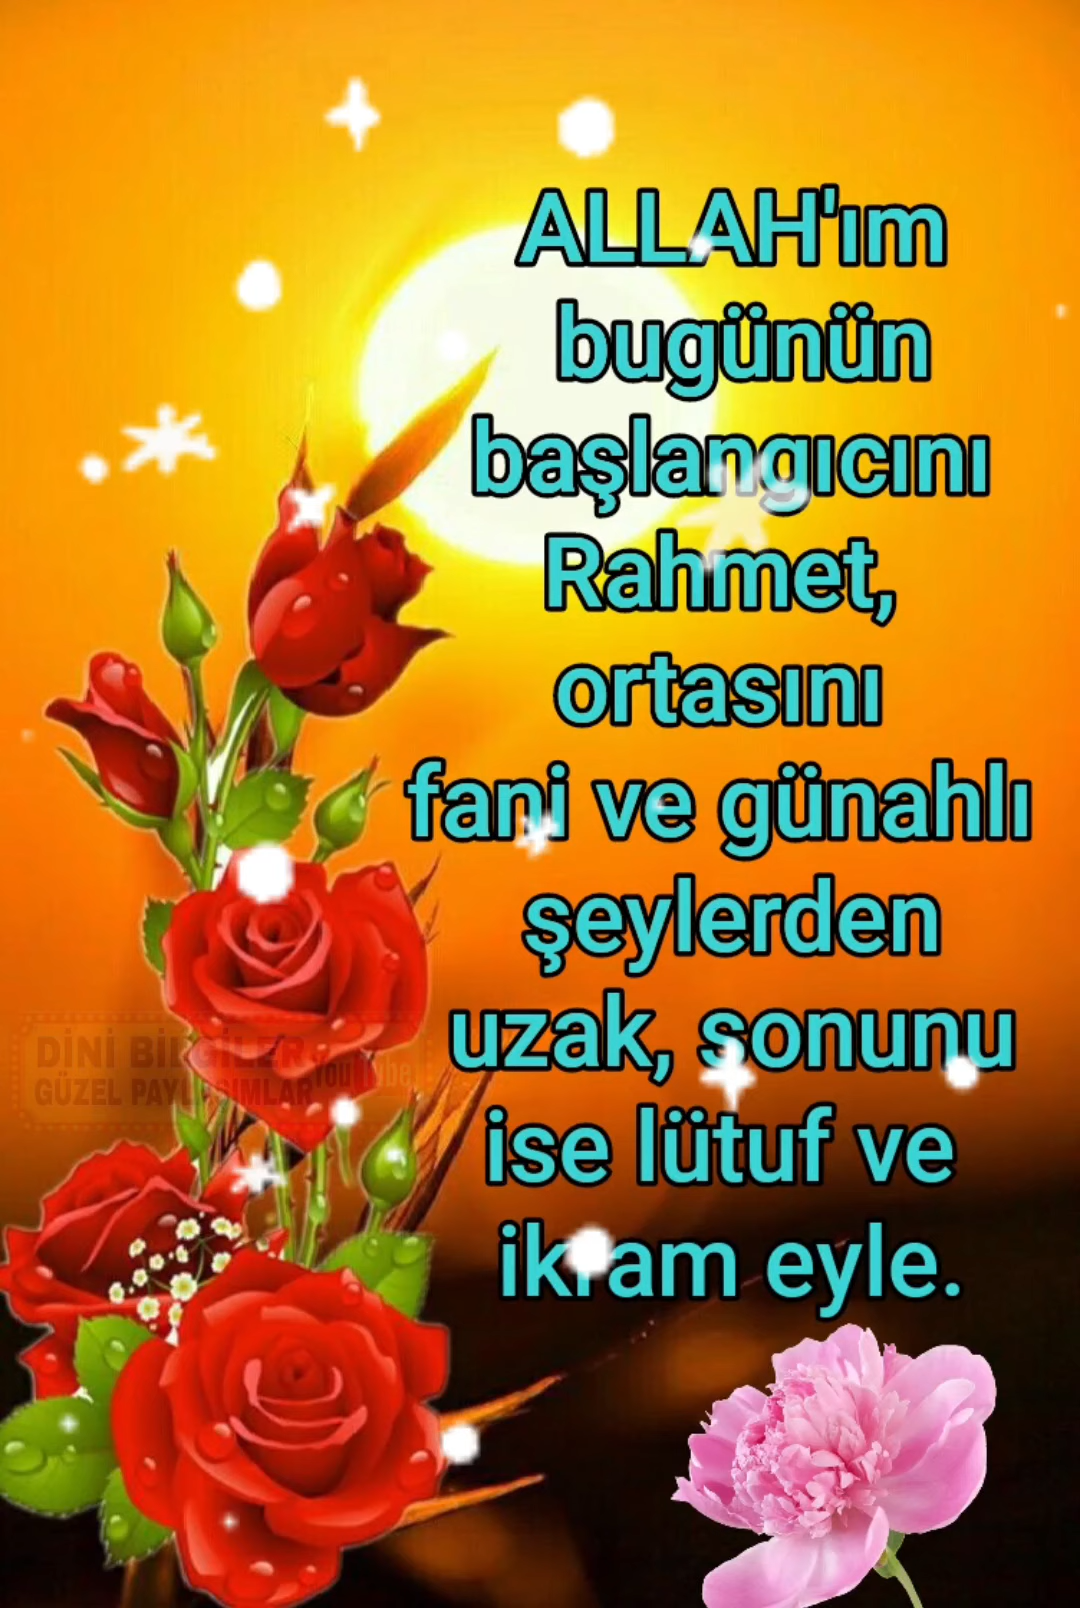 ALLAH'ım
bugünün
başlangıcını
Rahmet,
ortasını
fani ve günahlı
şeylerden
uzak, sonunu
ise lütuf ve
ikram eyle.
DİNİ BİLGİLER
GÜZEL PAYLAŞIMLAR
YouTube